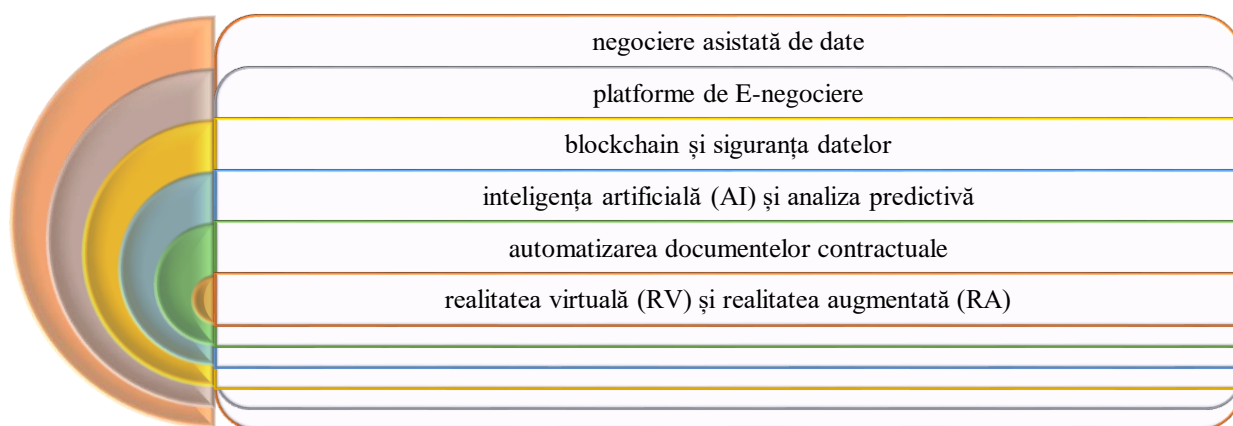 negociere asistată de date
platforme de E-negociere
blockchain și siguranța datelor
inteligența artificială (AI) și analiza predictivă
automatizarea documentelor contractuale
realitatea virtuală (RV) și realitatea augmentată (RA)